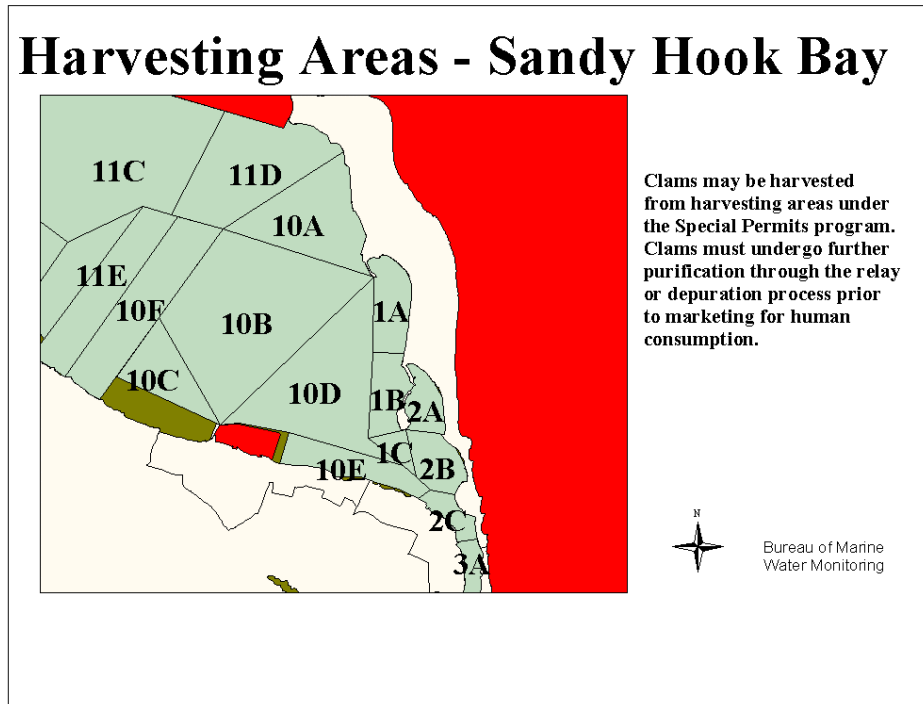 Harvesting Areas - Sandy Hook Bay
11C
11D
10A
11E
10F
10B
1A
10C
10D
1B
2A
1C
10E
2B
2C
3A
Clams may be harvested
from harvesting areas under
the Special Permits program.
Clams must undergo further
purification through the relay
or depuration process prior
to marketing for human
consumption.
N
Bureau of Marine
Water Monitoring